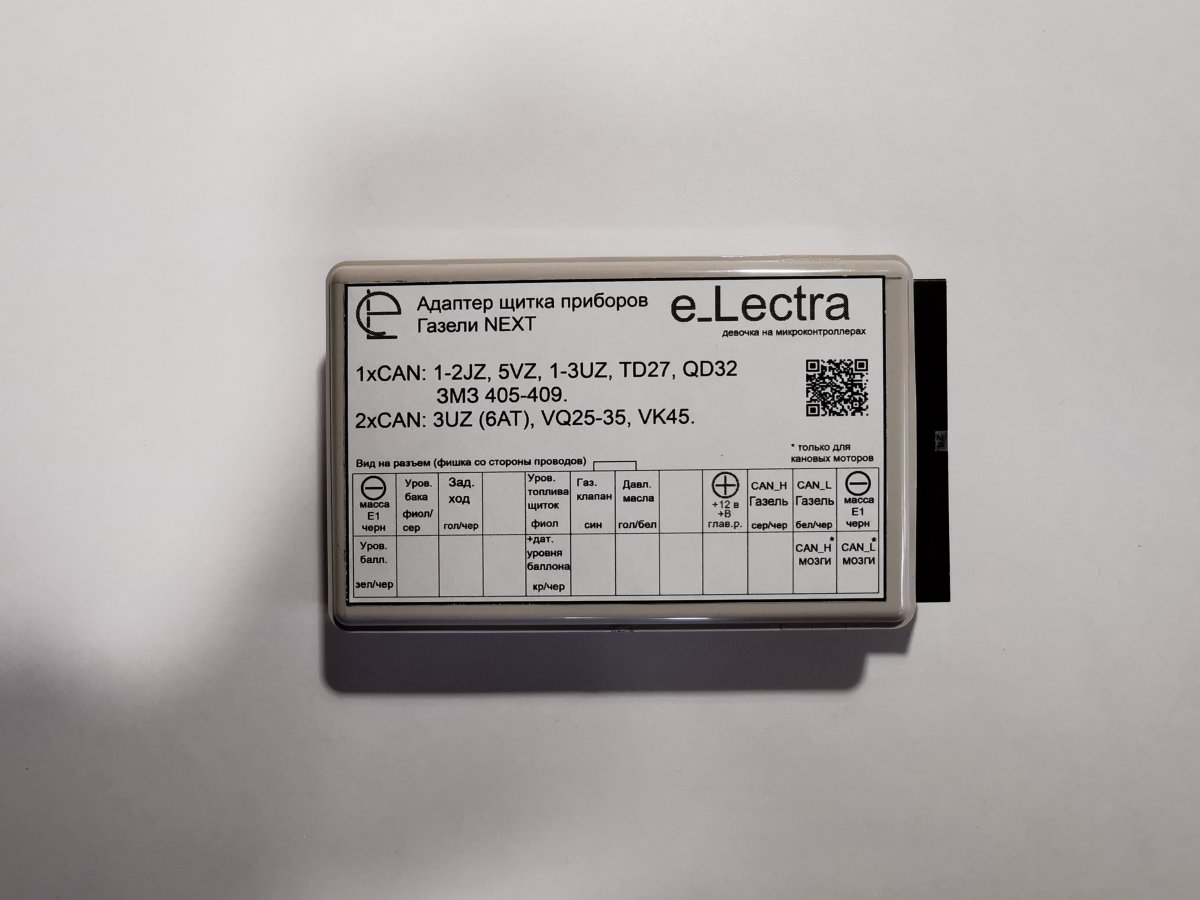 Адаптер щитка приборов
Газели NEXT
e_Lectra
девочка на микроконтроллерах
1xCAN: 1-2JZ, 5VZ, 1-3UZ, TD27, QD32
ЗМЗ 405-409.
2xCAN: 3UZ (6AT), VQ25-35, VK45.
* только для
кановых моторов
Вид на разъем (фишка со стороны проводов)
масса
E1
черн
Уров.
бака
фиол/
сер
Зад.
ход
гол/чер
Уров.
топлива
щиток
фиол
Газ.
клапан
син
Давл.
масла
гол/бел
+12 в
→B
глав.р.
CAN_H
Газель
сер/чер
CAN_L
Газель
бел/чер
масса
E1
черн
Уров.
балл.
зел/чер
+дат.
уровня
баллона
кр/чер
CAN_H*
мозги
CAN_L*
мозги